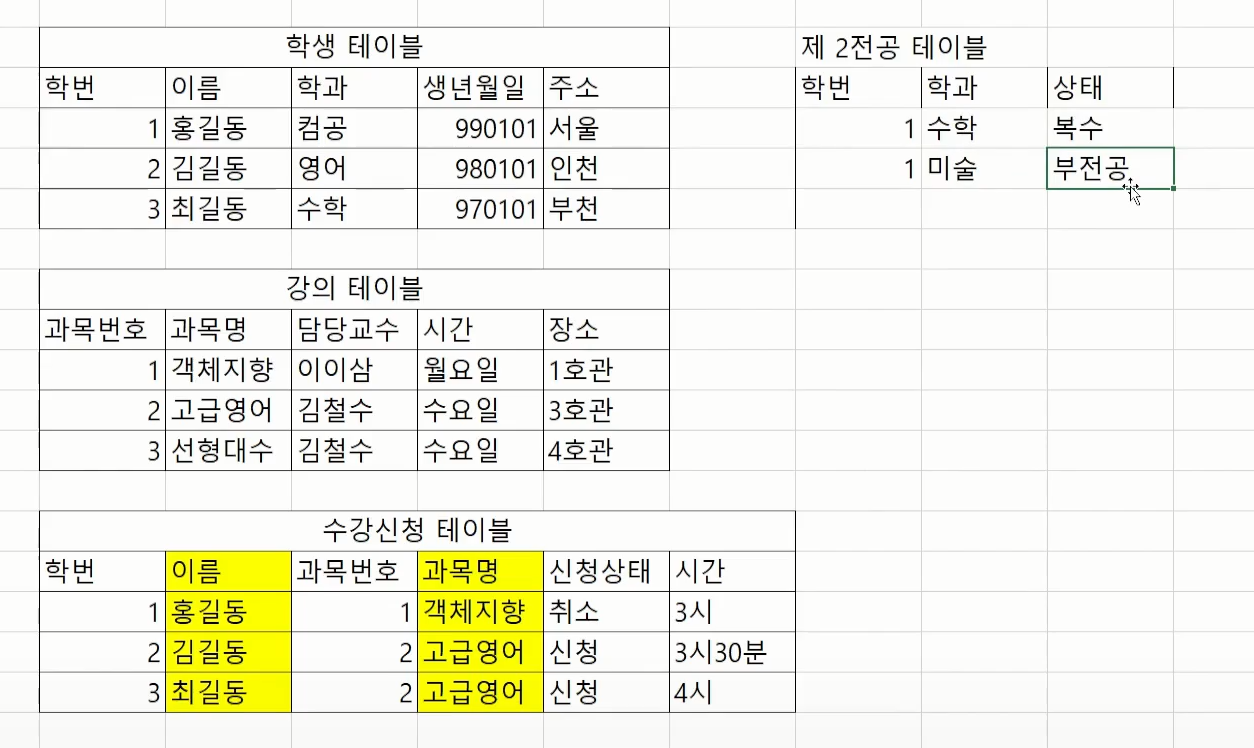 학생 테이블
학번 이름 학과 생년월일 주소
1 홍길동 컴공 990101 서울
2 김길동 영어 980101 인천
3 최길동 수학 970101 부천
제 2전공 테이블
학번 학과 상태
1 수학 복수
1 미술 부전공
강의 테이블
과목번호 과목명 담당교수 시간 장소
1 객체지향 이이삼 월요일 1호관
2 고급영어 김철수 수요일 3호관
3 선형대수 김철수 수요일 4호관
수강신청 테이블
학번 이름 과목번호 과목명 신청상태 시간
1 홍길동 1 객체지향 취소 3시
2 김길동 2 고급영어 신청 3시30분
3 최길동 2 고급영어 신청 4시